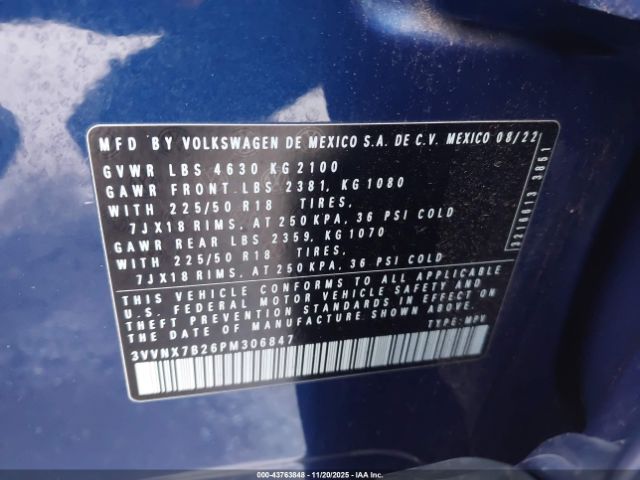 MFD BY VOLKSWAGEN DE MEXICO S.A. DE C.V. MEXICO 08/22
GVWR LBS 4630 KG 2100
GAWR FRONT LBS 2381, KG 1080
WITH 225/50 R18 TIRES,
7JX18 RIMS, AT 250 KPA, 36 PSI COLD
GAWR REAR LBS 2359, KG 1070
WITH 225/50 R18 TIRES,
7JX18 RIMS, AT 250 KPA, 36 PSI COLD
THIS VEHICLE CONFORMS TO ALL APPLICABLE
U.S. FEDERAL MOTOR VEHICLE SAFETY AND
THEFT PREVENTION STANDARDS IN EFFECT ON
THE DATE OF MANUFACTURE SHOWN ABOVE.
3VVNX7B26PM306847
TYPE: MPV
000-43763848 - 11/20/2025 - IAA Inc.